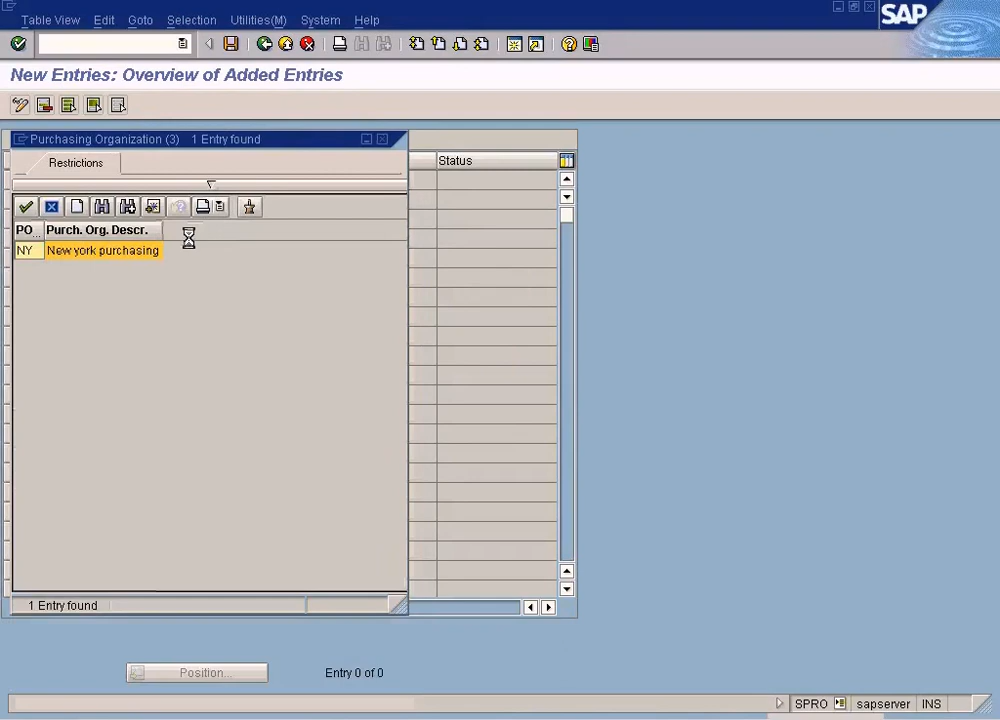 Table View Edit Goto Selection Utilities(M) System Help
SAP
New Entries: Overview of Added Entries
Purchasing Organization (3) 1 Entry found
Restrictions
Status
PO... Purch. Org. Descr.
NY New york purchasing
1 Entry found
Position... Entry 0 of 0
SPRO sapserver INS